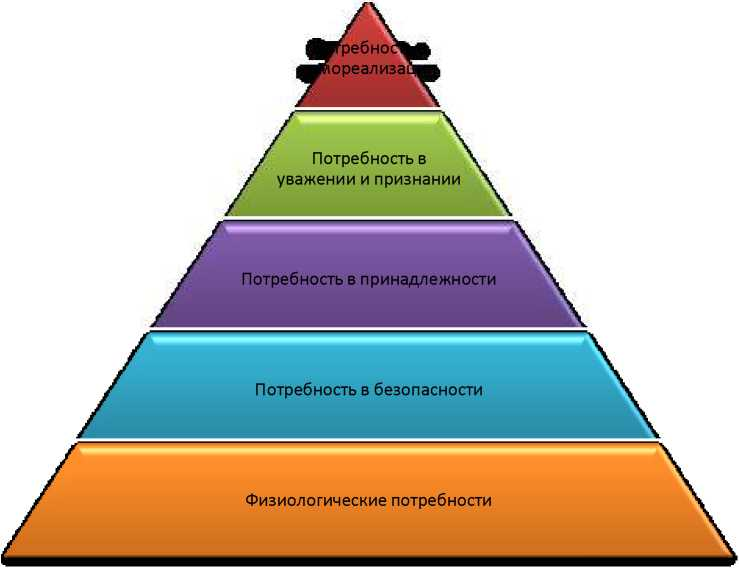 Потребность в
уважении и признании
Потребность в принадлежности
Потребность в безопасности
Физиологические потребности